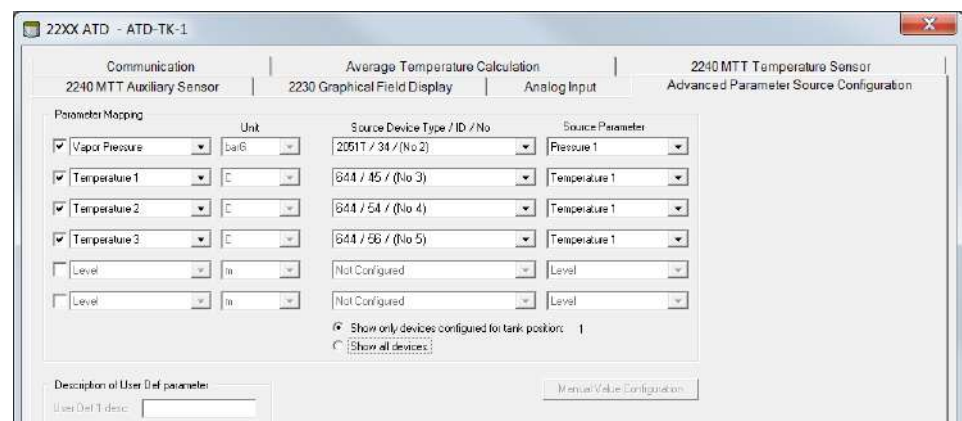 22XX ATD - ATD-TK-1
Communication Average Temperature Calculation 2240 MTT Temperature Sensor
2240 MTT Auxiliary Sensor 2230 Graphical Field Display Analog Input Advanced Parameter Source Configuration
Parameter Mapping
Unit Source Device Type / ID / No Source Parameter
Vapor Pressure barG 2051T / 34 / (No 2) Pressure 1
Temperature 1 644 / 45 / (No 3) Temperature 1
Temperature 2 644 / 54 / (No 4) Temperature 1
Temperature 3 644 / 56 / (No 5) Temperature 1
Level m Not Configured Level
Level m Not Configured Level
Show only devices configured for tank position: 1
Show all devices
Description of User Def parameter Manual Value Configuration
User Def 1 desc: